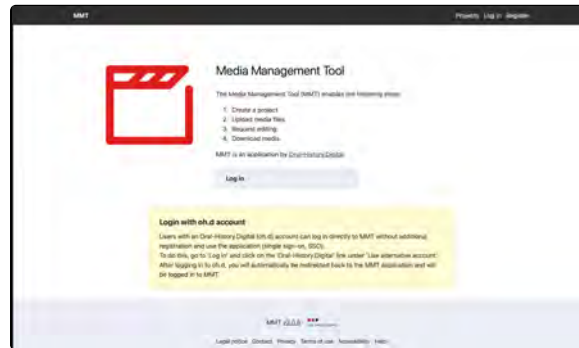 MMT
Projects Log in Register
Media Management Tool
The Media Management Tool (MMT) enables the following steps:
1. Create a project
2. Upload media files
3. Request editing
4. Download media
MMT is an application by Oral-History.Digital
Log in
Login with oh.d account
Users with an Oral-History.Digital (oh.d) account can log in directly to MMT without additional
registration and use the application (single sign-on, SSO).
To do this, go to 'Log in' and click on the 'Oral-History.Digital' link under 'Use alternative account'.
After logging in to oh.d, you will automatically be redirected back to the MMT Application and will
be logged in to MMT.
MMT
Legal notice Contact Privacy Terms of use Accessibility Help